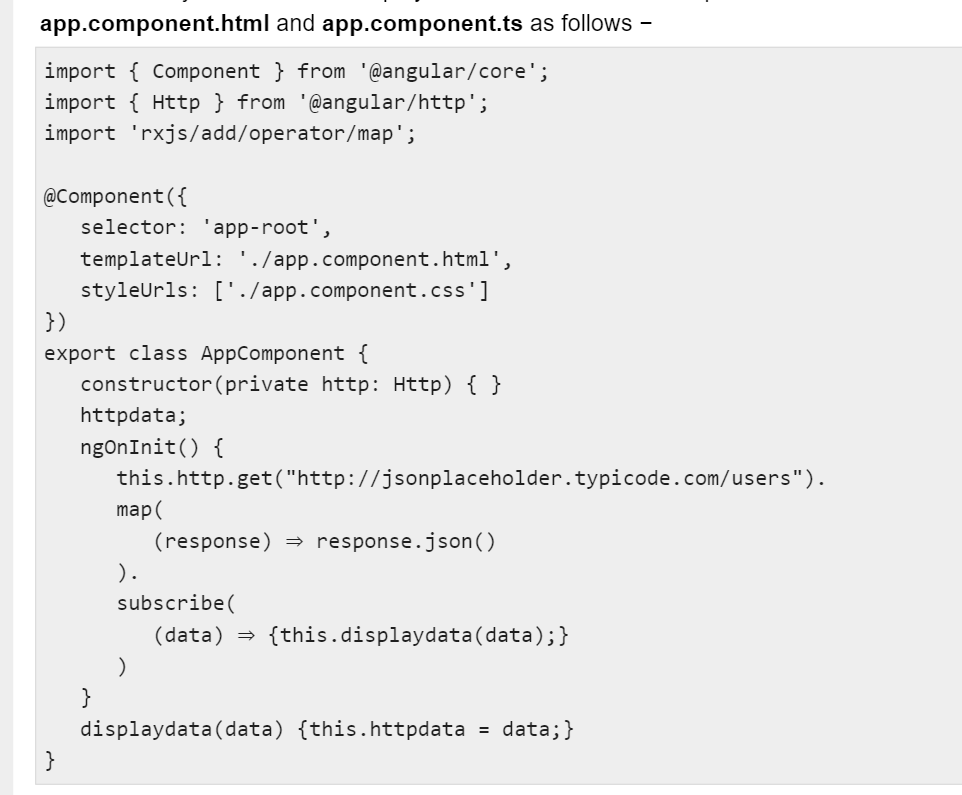 app.component.html and app.component.ts as follows −
import { Component } from '@angular/core';
import { Http } from '@angular/http';
import 'rxjs/add/operator/map';

@Component({
   selector: 'app-root',
   templateUrl: './app.component.html',
   styleUrls: ['./app.component.css']
})
export class AppComponent {
   constructor(private http: Http) { }
   httpdata;
   ngOnInit() {
      this.http.get("http://jsonplaceholder.typicode.com/users").
      map(
         (response) ⇒ response.json()
      ).
      subscribe(
         (data) ⇒ {this.displaydata(data);}
      )
   }
   displaydata(data) {this.httpdata = data;}
}